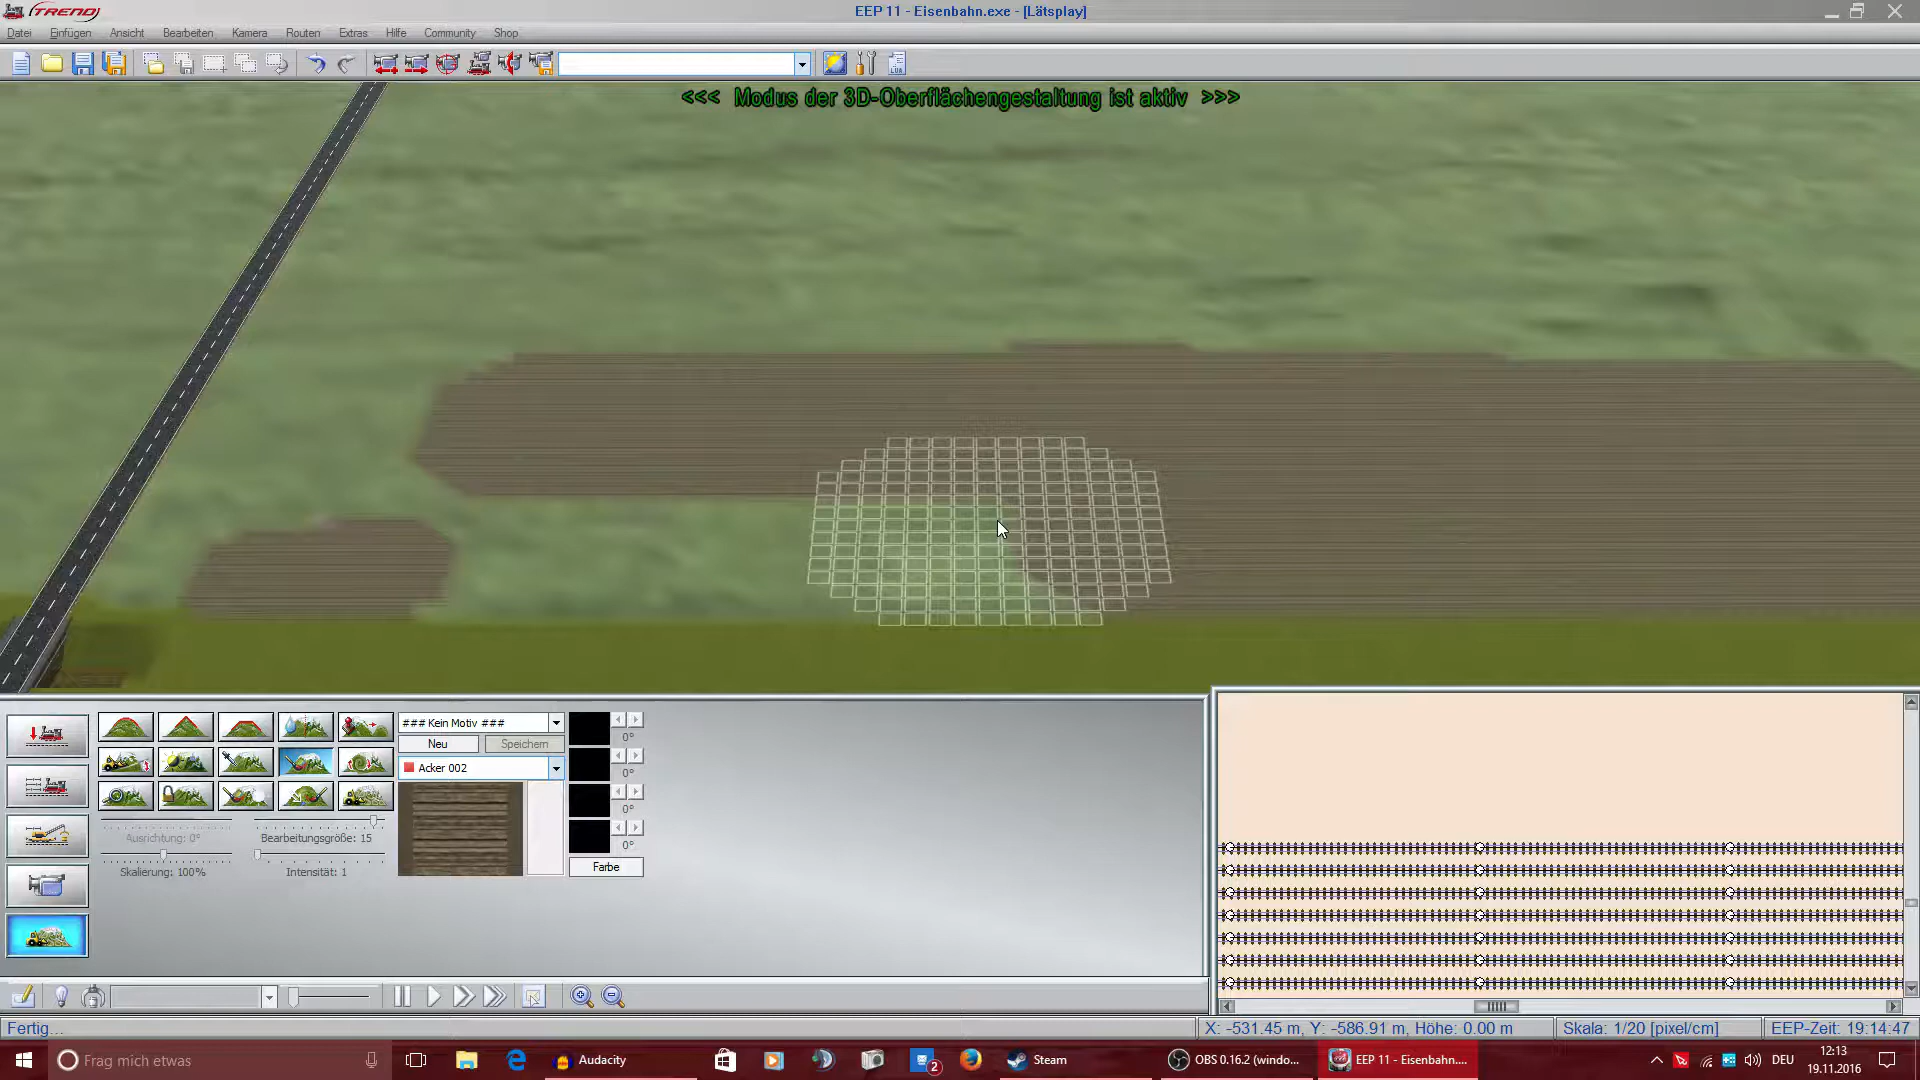 TREND
EEP 11 - Eisenbahn.exe - [Lätsplay]
Datei Einfügen Ansicht Bearbeiten Kamera Routen Extras Hilfe Community Shop
<<< Modus der 3D-Oberflächengestaltung ist aktiv >>>
### Kein Motiv ###
Neu Speichern
Acker 002
0°
0°
0°
0°
Farbe
Ausrichtung: 0° Bearbeitungsgröße: 15
Skalierung: 100% Intensität: 1
Fertig... X: -531.45 m, Y: -586.91 m, Höhe: 0.00 m Skala: 1/20 [pixel/cm] EEP-Zeit: 19:14:47
Frag mich etwas Audacity 2 Steam OBS 0.16.2 (windo... EEP 11 - Eisenbahn.... DEU 12:13
19.11.2016